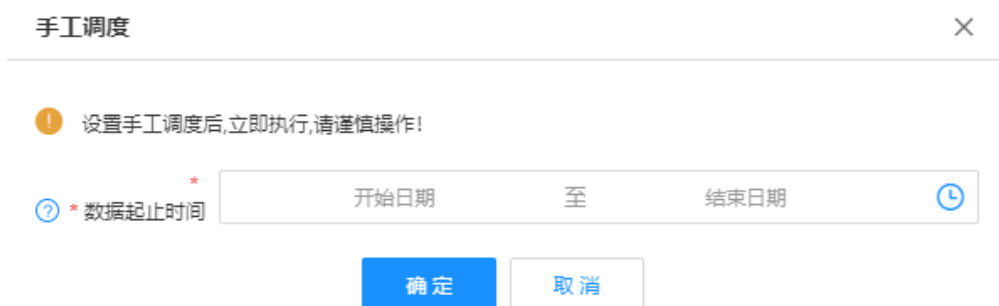 手工调度
设置手工调度后,立即执行,请谨慎操作!
*
* 数据起止时间 开始日期 至 结束日期
确定 取消